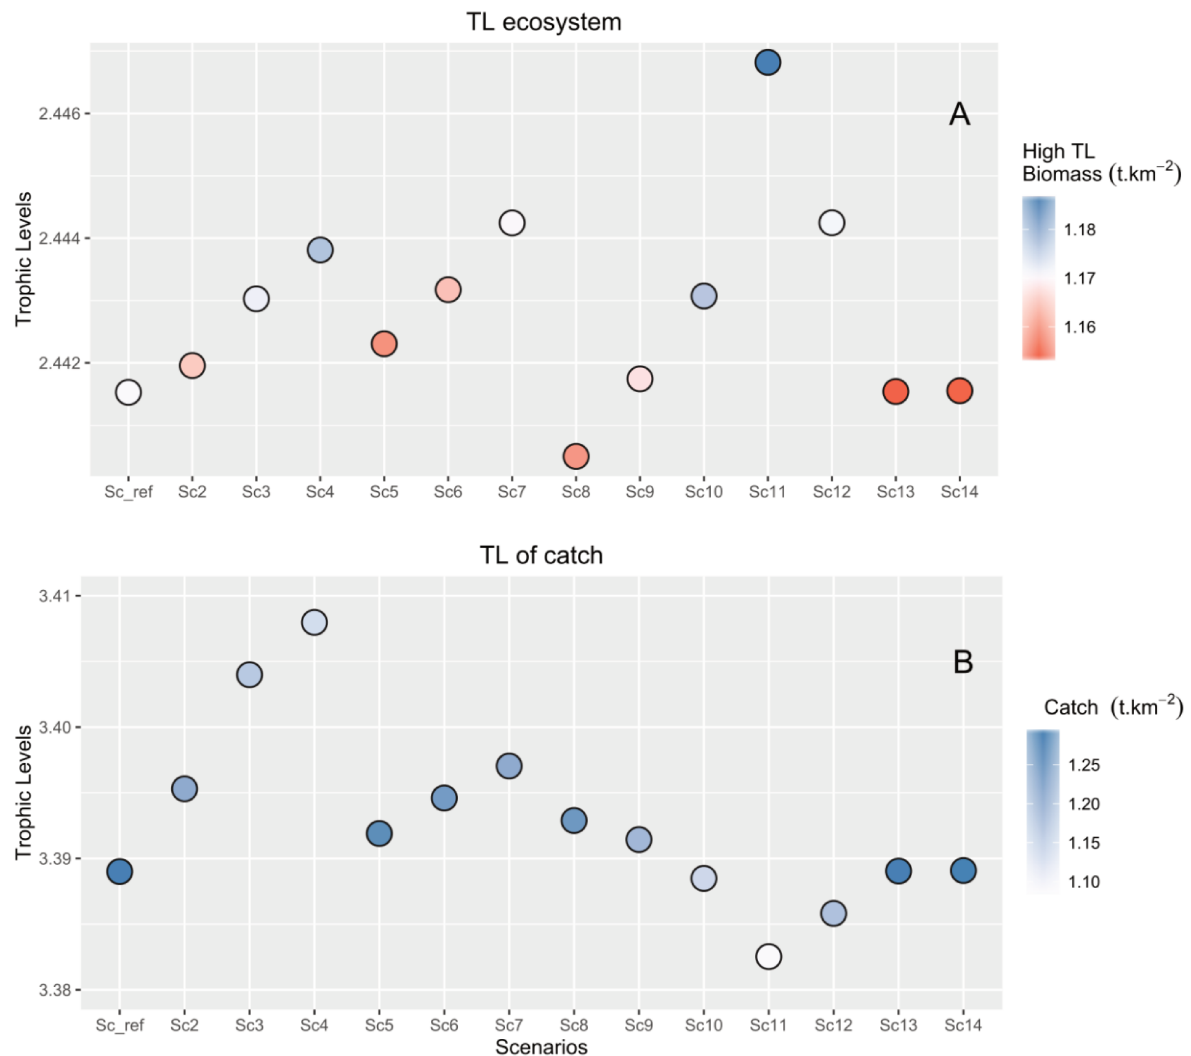 TL ecosystem
A
2.446
2.444
2.442
Trophic Levels
High TL
Biomass (t.km−2)
1.18
1.17
1.16
Sc_ref Sc2 Sc3 Sc4 Sc5 Sc6 Sc7 Sc8 Sc9 Sc10 Sc11 Sc12 Sc13 Sc14
TL of catch
B
3.41
3.40
3.39
3.38
Trophic Levels
Catch (t.km−2)
1.25
1.20
1.15
1.10
Sc_ref Sc2 Sc3 Sc4 Sc5 Sc6 Sc7 Sc8 Sc9 Sc10 Sc11 Sc12 Sc13 Sc14
Scenarios